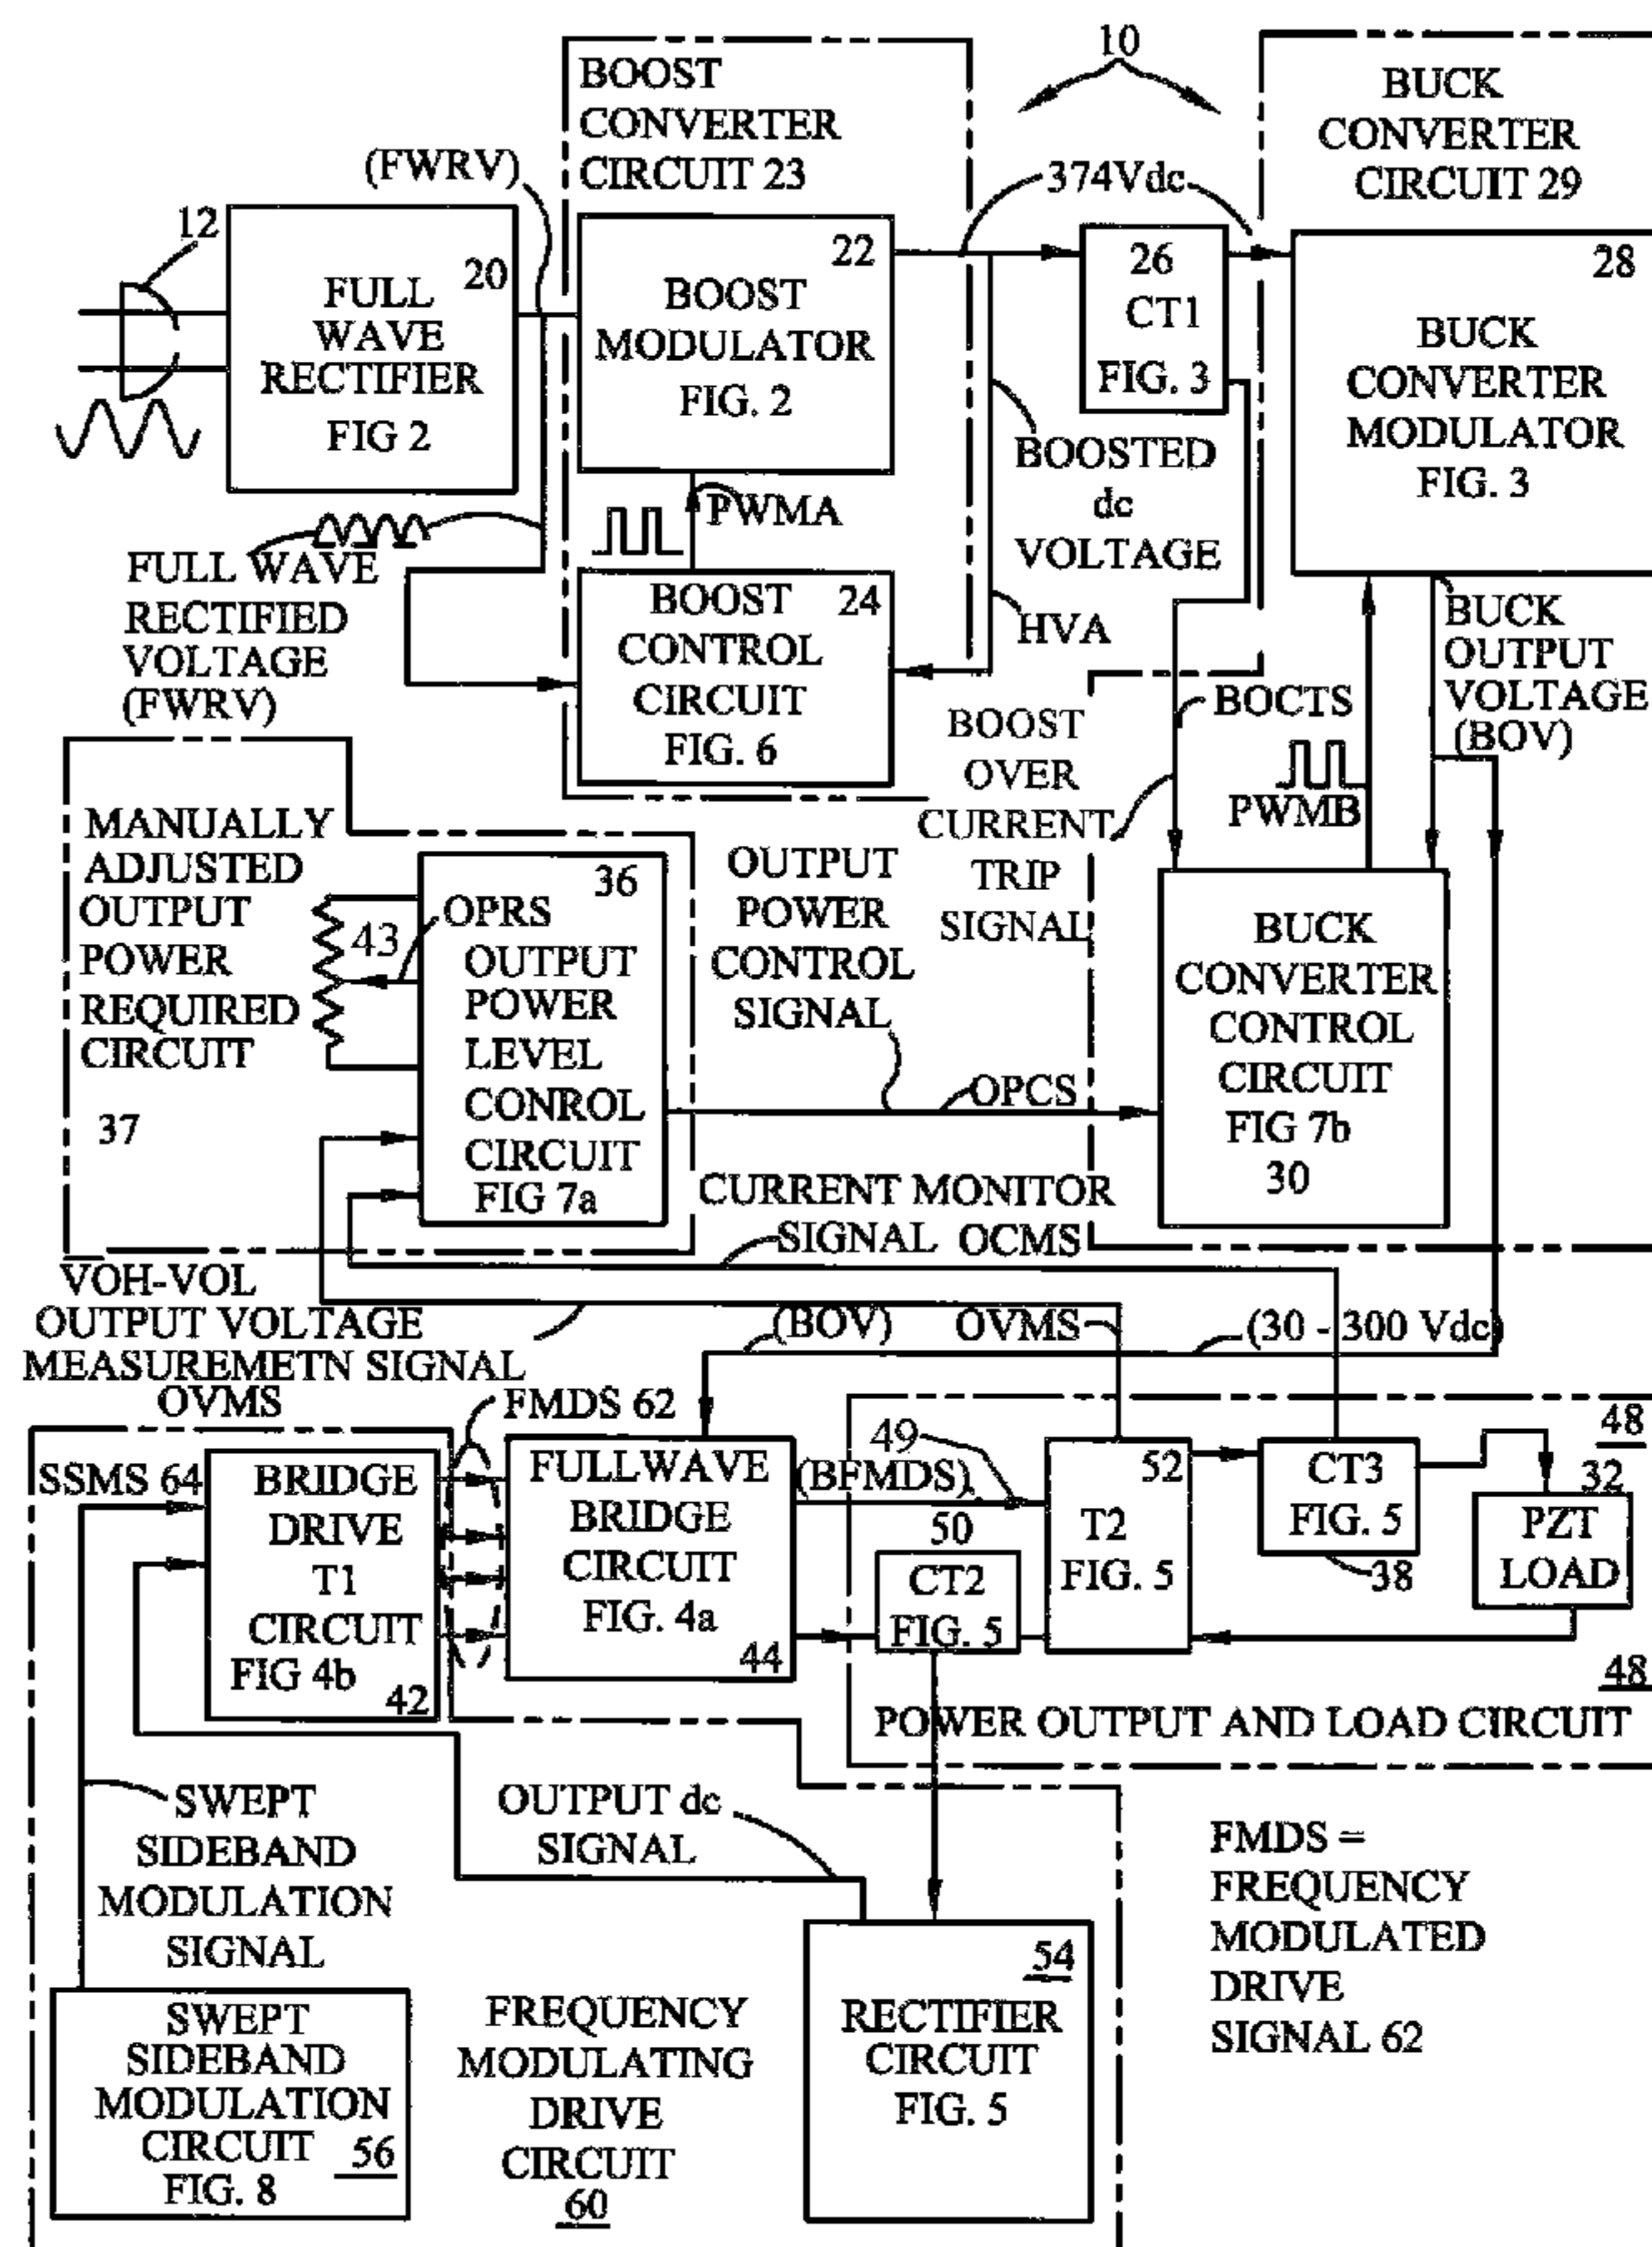 10
BOOST
CONVERTER
CIRCUIT 23
BUCK
CONVERTER
CIRCUIT 29
(FWRV)
374Vdc
12
20
FULL
WAVE
RECTIFIER
FIG 2
22
BOOST
MODULATOR
FIG. 2
26
CT1
FIG. 3
28
BUCK
CONVERTER
MODULATOR
FIG. 3
PWMA
BOOSTED
dc
VOLTAGE
FULL WAVE
RECTIFIED
VOLTAGE
(FWRV)
BOOST 24
CONTROL
CIRCUIT
FIG. 6
HVA
BUCK
OUTPUT
VOLTAGE
(BOV)
BOCTS
PWMB
BOOST
OVER
CURRENT
TRIP
SIGNAL
MANUALLY
ADJUSTED
OUTPUT
POWER
REQUIRED
CIRCUIT
37
43
OPRS
36
OUTPUT
POWER
LEVEL
CONROL
CIRCUIT
FIG 7a
OUTPUT
POWER
CONTROL
SIGNAL
OPCS
BUCK
CONVERTER
CONTROL
CIRCUIT
FIG 7b
30
CURRENT MONITOR
SIGNAL OCMS
VOH-VOL
OUTPUT VOLTAGE
MEASUREMETN SIGNAL
OVMS
(BOV)
OVMS
(30 - 300 Vdc)
FMDS 62
SSMS 64
BRIDGE
DRIVE
T1
CIRCUIT
FIG 4b
42
FULLWAVE
BRIDGE
CIRCUIT
FIG. 4a
44
49
(BFMDS)
50
CT2
FIG. 5
52
T2
FIG. 5
CT3
FIG. 5
38
48
32
PZT
LOAD
48
POWER OUTPUT AND LOAD CIRCUIT
SWEPT
SIDEBAND
MODULATION
SIGNAL
OUTPUT dc
SIGNAL
FMDS =
FREQUENCY
MODULATED
DRIVE
SIGNAL 62
SWEPT
SIDEBAND
MODULATION
CIRCUIT 56
FIG. 8
FREQUENCY
MODULATING
DRIVE
CIRCUIT
60
54
RECTIFIER
CIRCUIT
FIG. 5